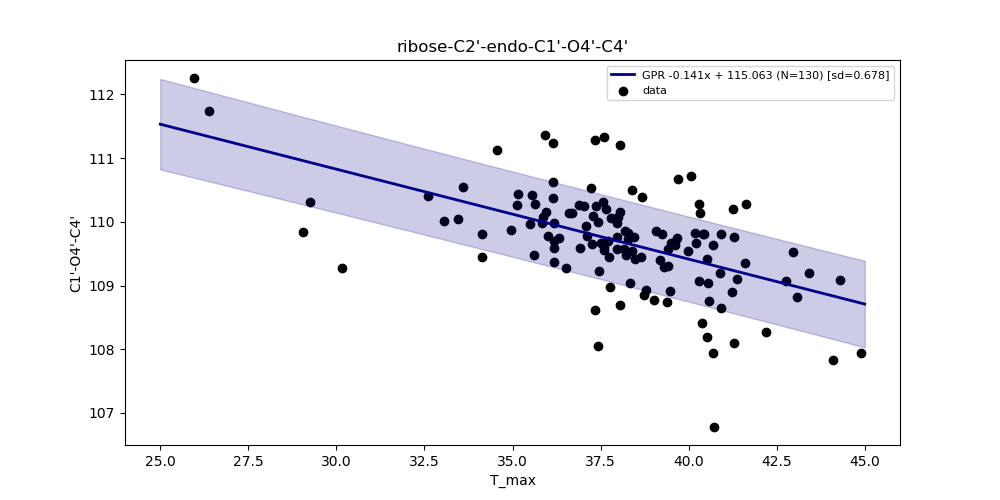 ribose-C2'-endo-C1'-O4'-C4'
GPR -0.141x + 115.063 (N=130) [sd=0.678]
data
C1'-O4'-C4'
112
111
110
109
108
107
25.0 27.5 30.0 32.5 35.0 37.5 40.0 42.5 45.0
T_max